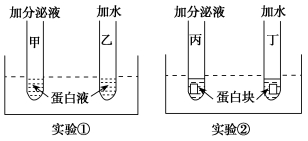 加分泌液 加水 加分泌液 加水
甲 乙 丙 丁
蛋白液 蛋白块
实验① 实验②